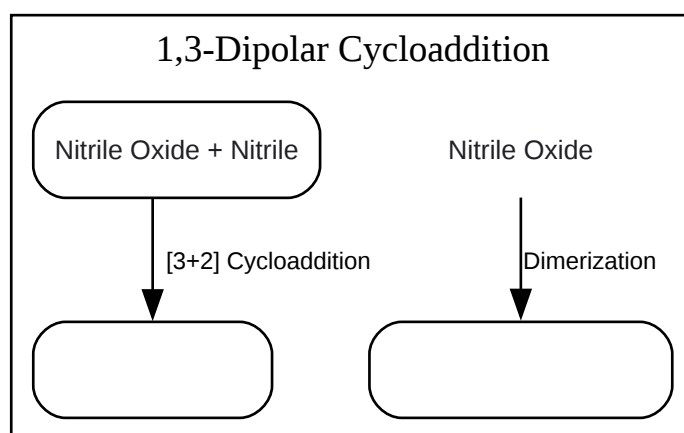 1,3-Dipolar Cycloaddition
Nitrile Oxide + Nitrile
Nitrile Oxide
[3+2] Cycloaddition
Dimerization